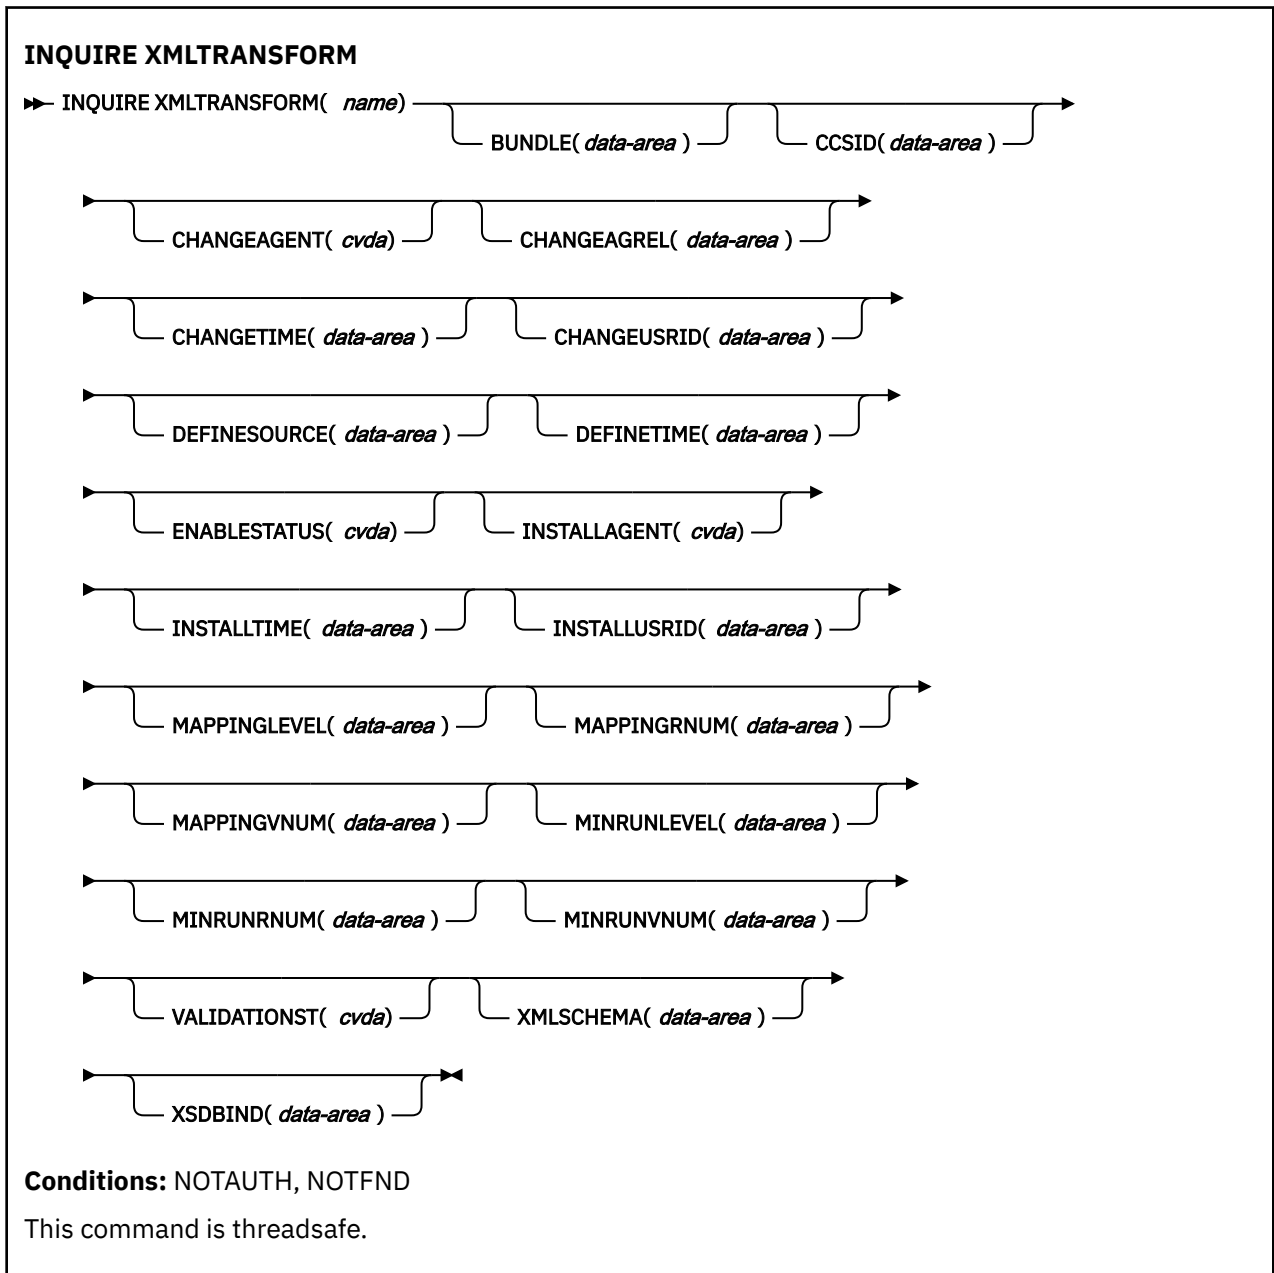 INQUIRE XMLTRANSFORM
INQUIRE XMLTRANSFORM( name)
BUNDLE( data-area )
CCSID( data-area )
CHANGEAGENT( cvda)
CHANGEAGREL( data-area )
CHANGETIME( data-area )
CHANGEUSRID( data-area )
DEFINESOURCE( data-area )
DEFINETIME( data-area )
ENABLESTATUS( cvda)
INSTALLAGENT( cvda)
INSTALLTIME( data-area )
INSTALLUSRID( data-area )
MAPPINGLEVEL( data-area )
MAPPINGRNUM( data-area )
MAPPINGVNUM( data-area )
MINRUNLEVEL( data-area )
MINRUNRNUM( data-area )
MINRUNVNUM( data-area )
VALIDATIONST( cvda)
XMLSCHEMA( data-area )
XSDBIND( data-area )
Conditions: NOTAUTH, NOTFND
This command is threadsafe.